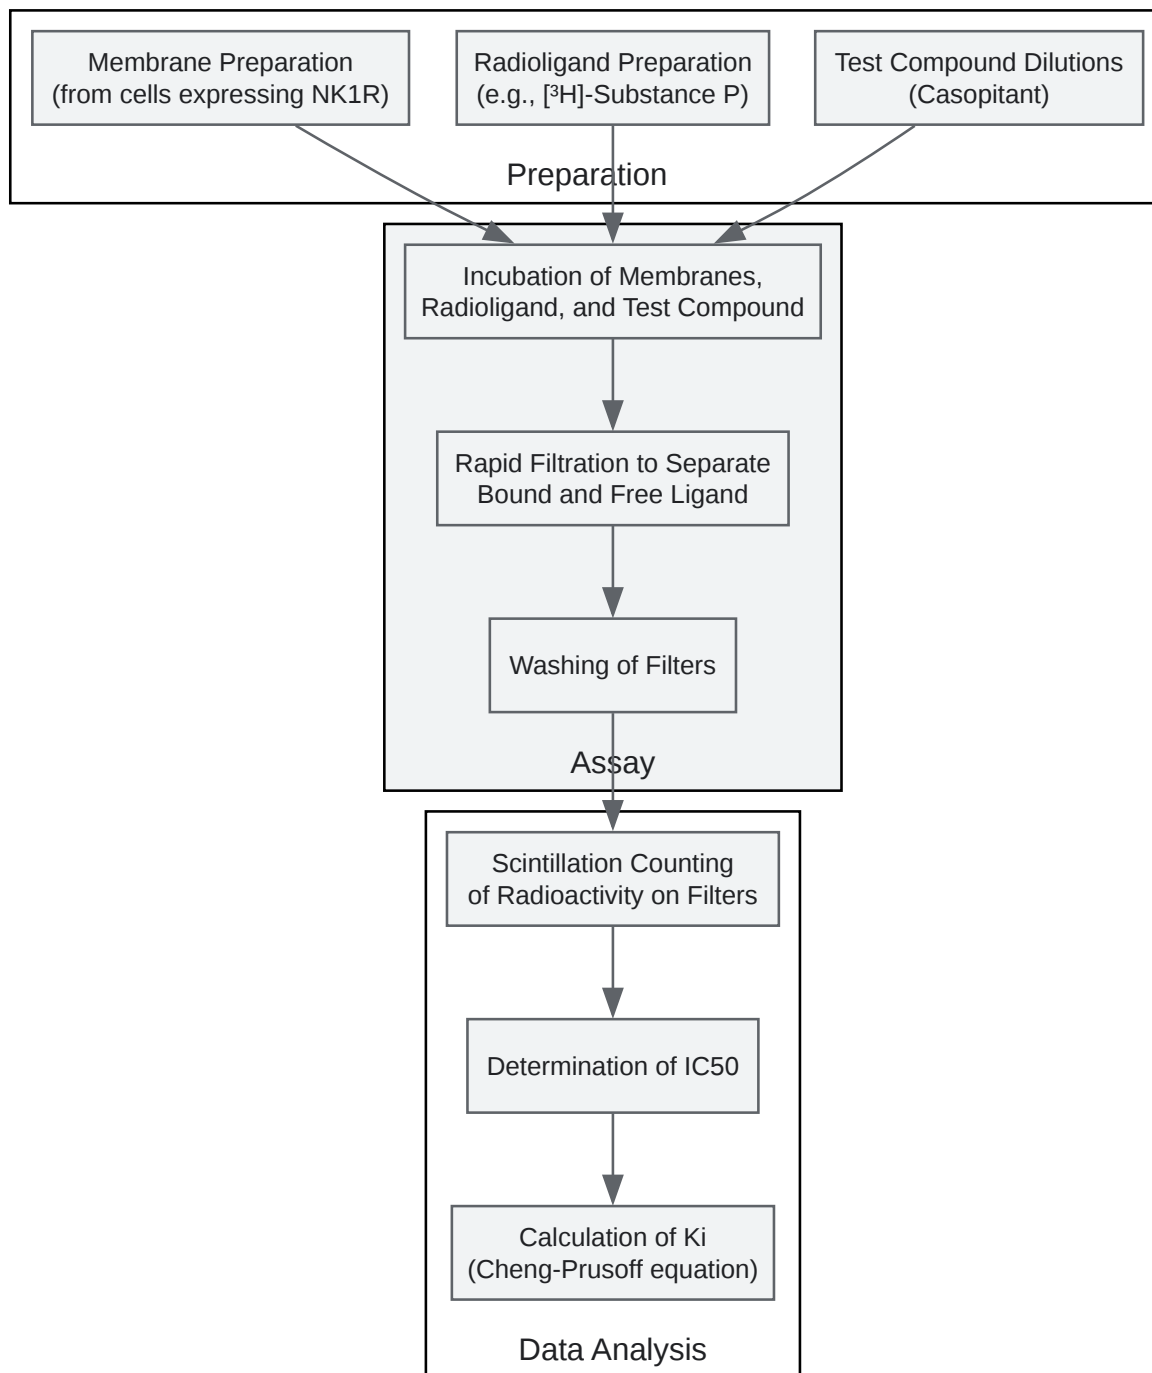 Membrane Preparation
(from cells expressing NK1R)
Radioligand Preparation
(e.g., [³H]-Substance P)
Test Compound Dilutions
(Casopitant)
Preparation
Incubation of Membranes,
Radioligand, and Test Compound
Rapid Filtration to Separate
Bound and Free Ligand
Washing of Filters
Assay
Scintillation Counting
of Radioactivity on Filters
Determination of IC50
Calculation of Ki
(Cheng-Prusoff equation)
Data Analysis